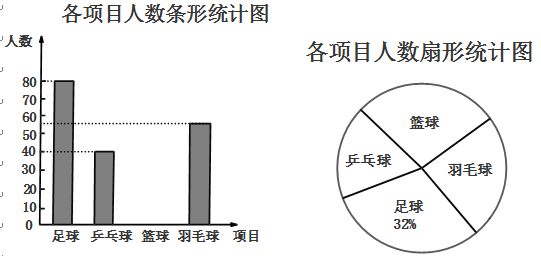 各项目人数条形统计图
人数
80
70
60
50
40
30
20
10
0
足球 乒乓球 篮球 羽毛球 项目
各项目人数扇形统计图
篮球
乒乓球
羽毛球
足球
32%